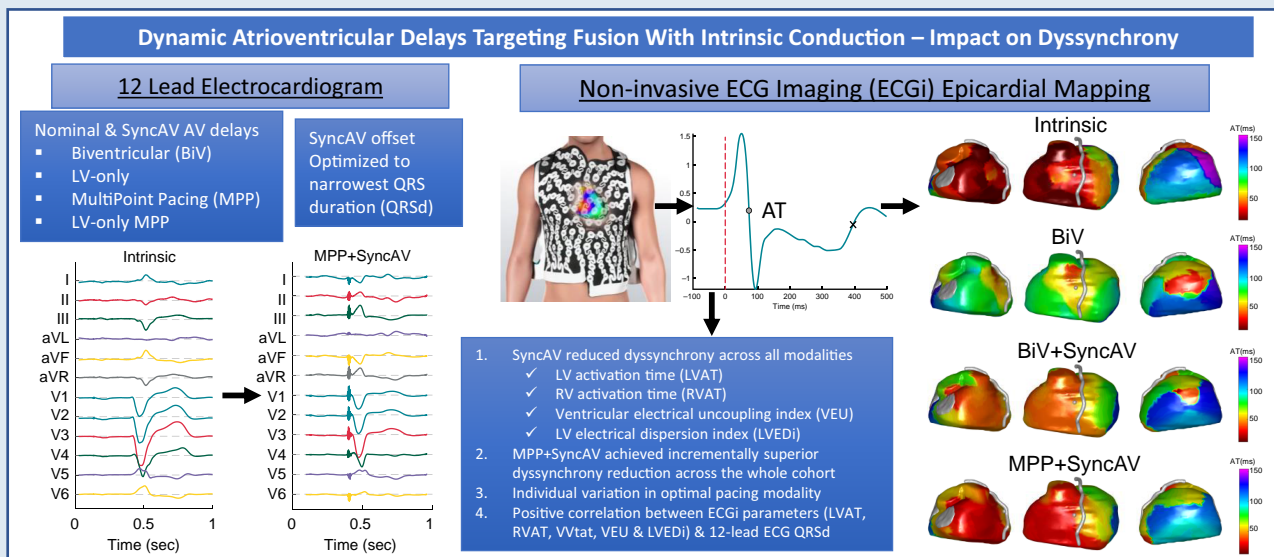 Dynamic Atrioventricular Delays Targeting Fusion With Intrinsic Conduction – Impact on Dyssynchrony
12 Lead Electrocardiogram
Nominal & SyncAV AV delays
▪ Biventricular (BiV)
▪ LV-only
▪ MultiPoint Pacing (MPP)
▪ LV-only MPP
SyncAV offset
Optimized to
narrowest QRS
duration (QRSd)
Intrinsic
I
II
III
aVL
aVF
aVR
V1
V2
V3
V4
V5
V6
0
0.5
1
Time (sec)
MPP+SyncAV
I
II
III
aVL
aVF
aVR
V1
V2
V3
V4
V5
V6
0
0.5
1
Time (sec)
Non-invasive ECG Imaging (ECGi) Epicardial Mapping
1.5
1
0.5
0
−0.5
−1
−100
0
100
200
300
400
500
Time (ms)
AT
1. SyncAV reduced dyssynchrony across all modalities
✓ LV activation time (LVAT)
✓ RV activation time (RVAT)
✓ Ventricular electrical uncoupling index (VEU)
✓ LV electrical dispersion index (LVEDi)
2. MPP+SyncAV achieved incrementally superior
dyssynchrony reduction across the whole cohort
3. Individual variation in optimal pacing modality
4. Positive correlation between ECGi parameters (LVAT,
RVAT, VVtat, VEU & LVEDi) & 12-lead ECG QRSd
Intrinsic
AT(ms)
150
100
50
BiV
AT(ms)
150
100
50
BiV+SyncAV
AT(ms)
150
100
50
MPP+SyncAV
AT(ms)
150
100
50